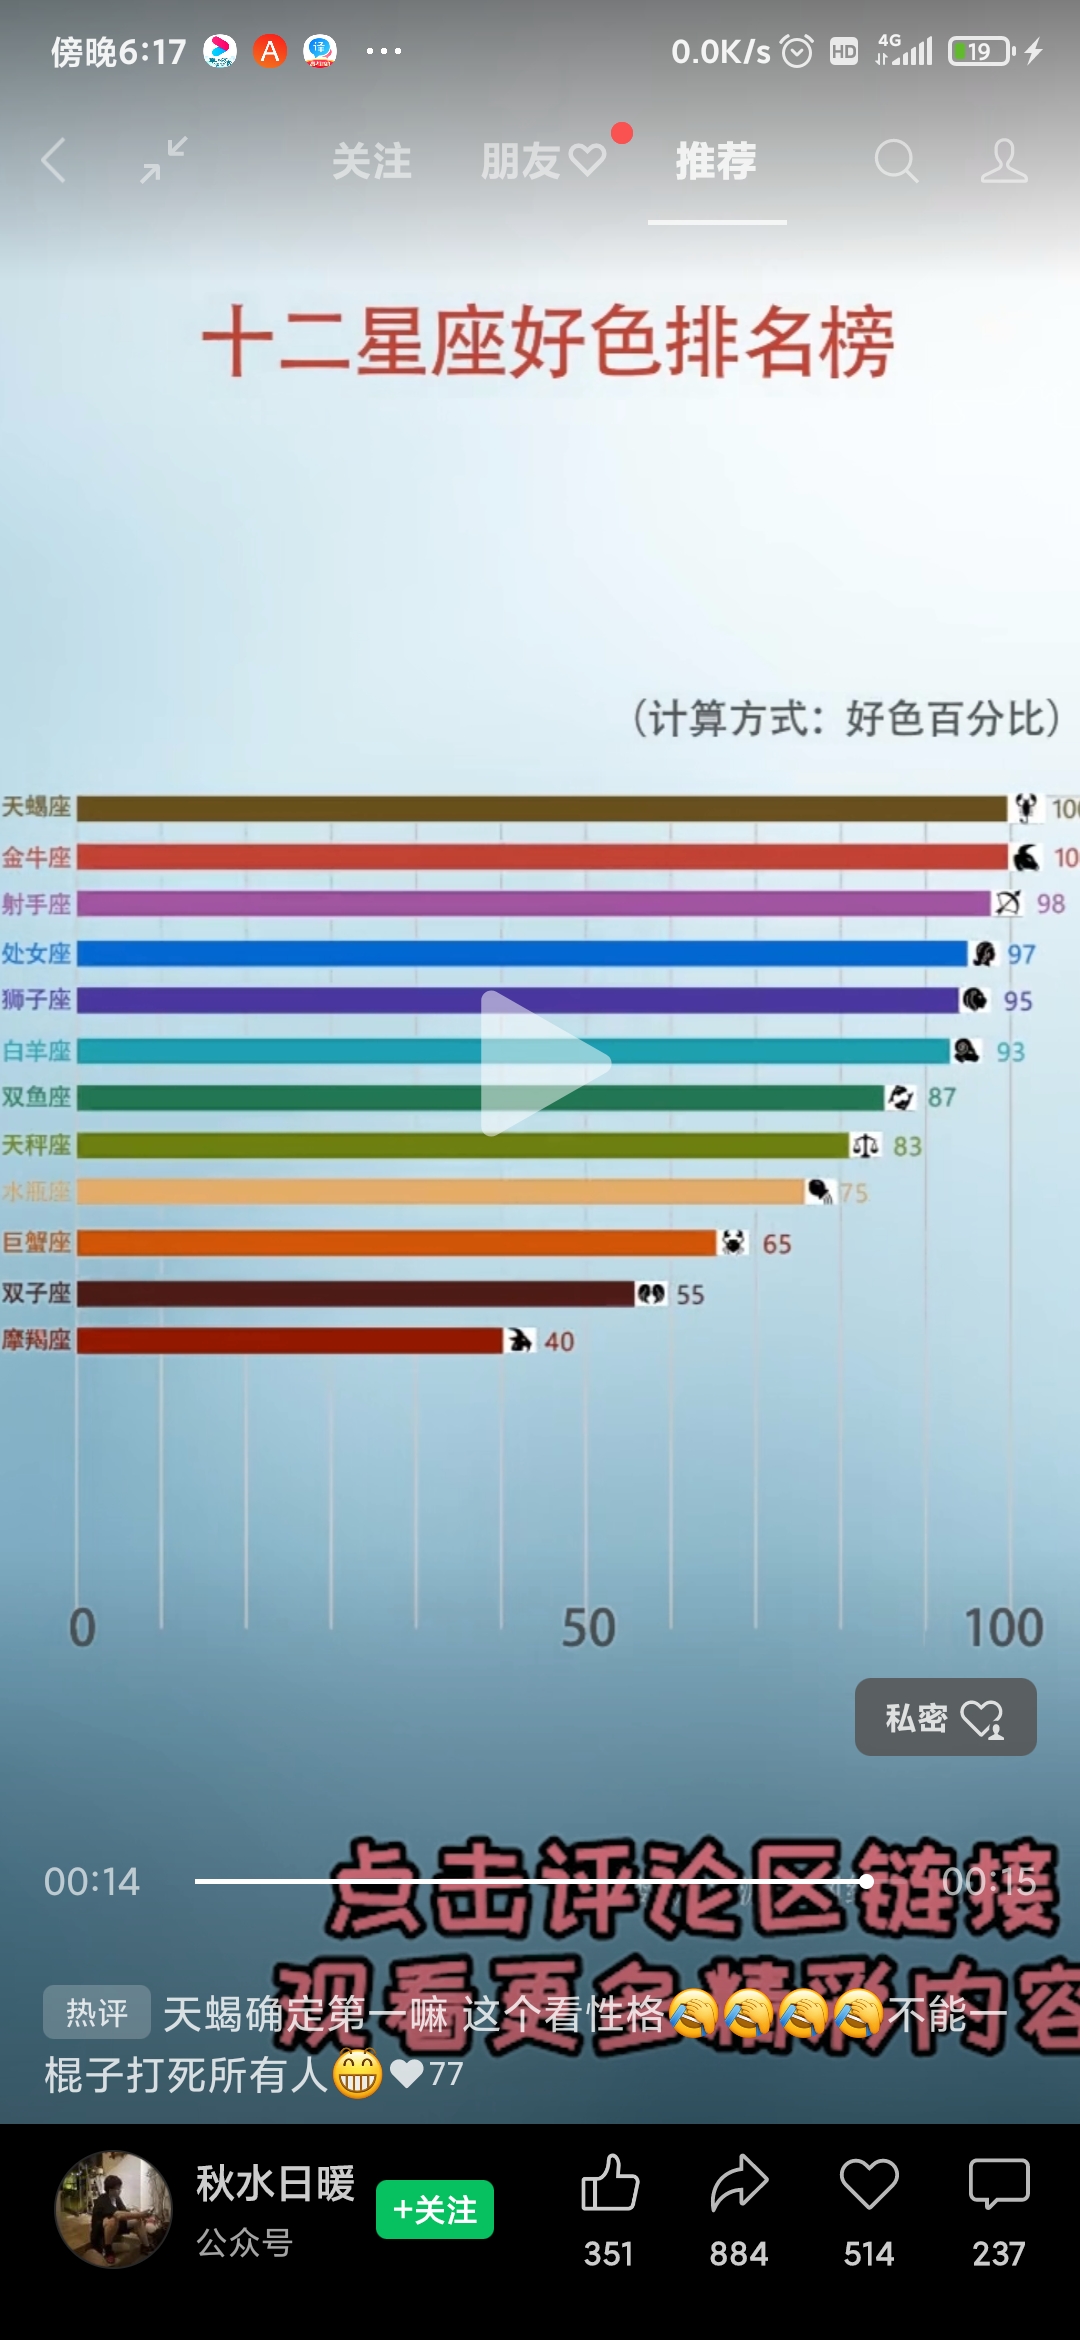 傍晚6:17
0.0K/s HD 4G 19
关注 朋友 推荐
十二星座好色排名榜
（计算方式：好色百分比）
天蝎座 100
金牛座 10
射手座 98
处女座 97
狮子座 95
白羊座 93
双鱼座 87
天秤座 83
水瓶座 75
巨蟹座 65
双子座 55
摩羯座 40
0 50 100
私密
点击评论区链接
00:14 00:15
观看更多精彩内容
热评 天蝎确定第一嘛 这个看性格🤦🤦🤦🤦不能一
棍子打死所有人😁♥77
秋水日暖
公众号
+关注
351 884 514 237